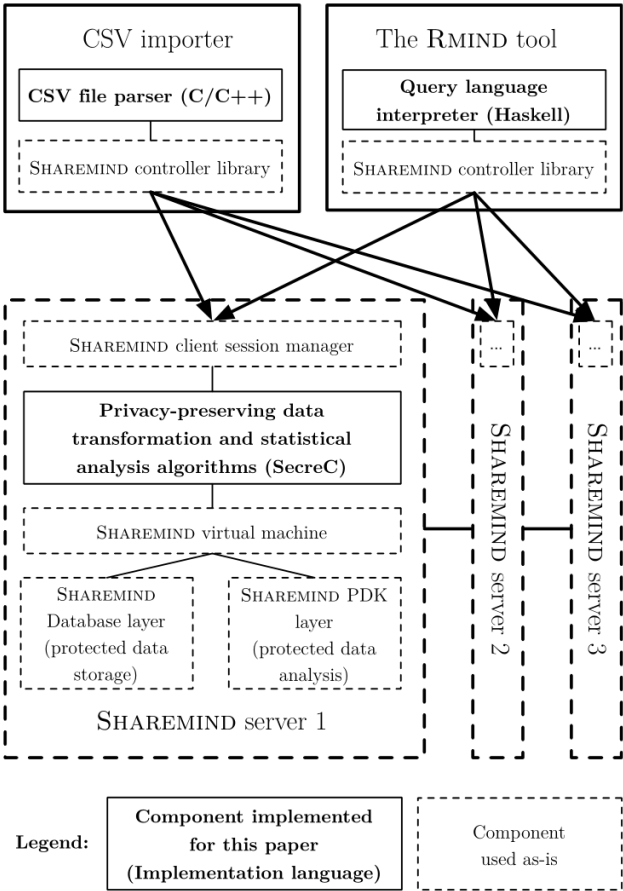 CSV importer
CSV file parser (C/C++)
SHAREMIND controller library
The RMIND tool
Query language
interpreter (Haskell)
SHAREMIND controller library
SHAREMIND client session manager
Privacy-preserving data
transformation and statistical
analysis algorithms (SecreC)
SHAREMIND virtual machine
SHAREMIND
Database layer
(protected data
storage)
SHAREMIND PDK
layer
(protected data
analysis)
SHAREMIND server 1
...
SHAREMIND server 2
...
SHAREMIND server 3
Legend:
Component implemented
for this paper
(Implementation language)
Component
used as-is